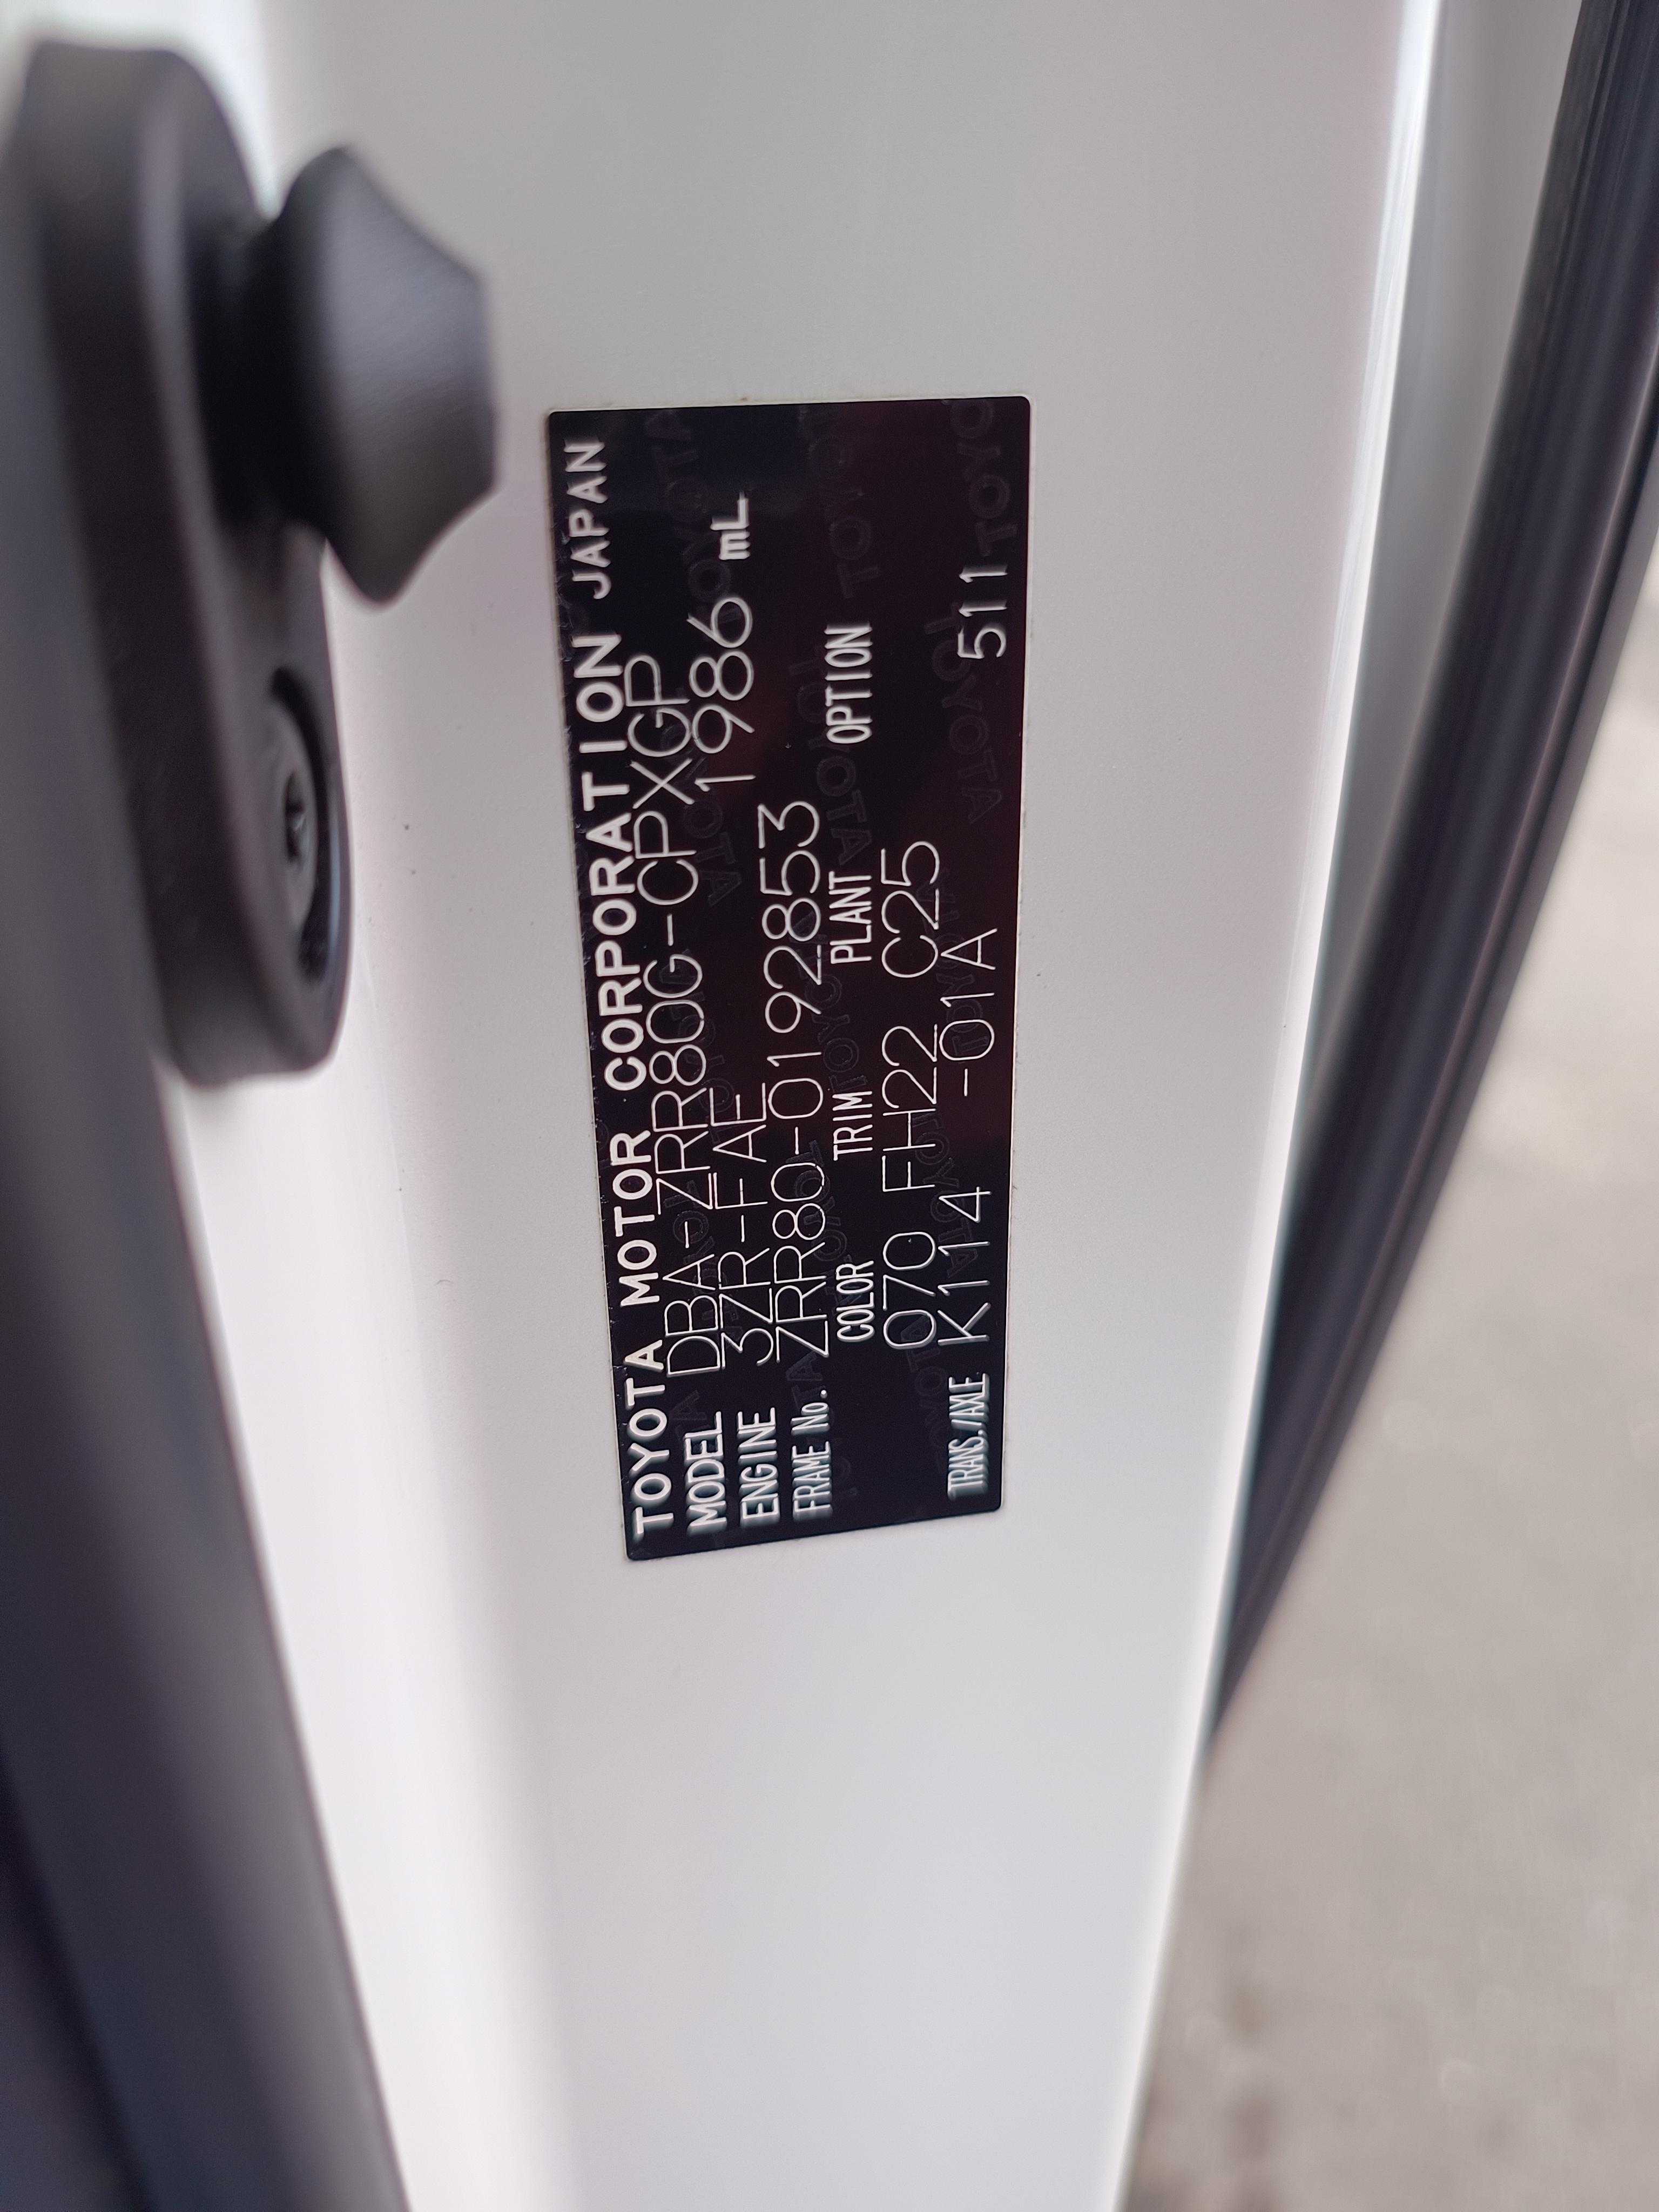 TOYOTA MOTOR CORPORATION JAPAN
MODEL DBA-ZRR80G-CPXGP
ENGINE 3ZR-FAE 1986 mL
FRAME No. ZRR80-0192853
COLOR TRIM PLANT OPTION
070 FH22 C25
TRANS./AXLE K114 -01A 511